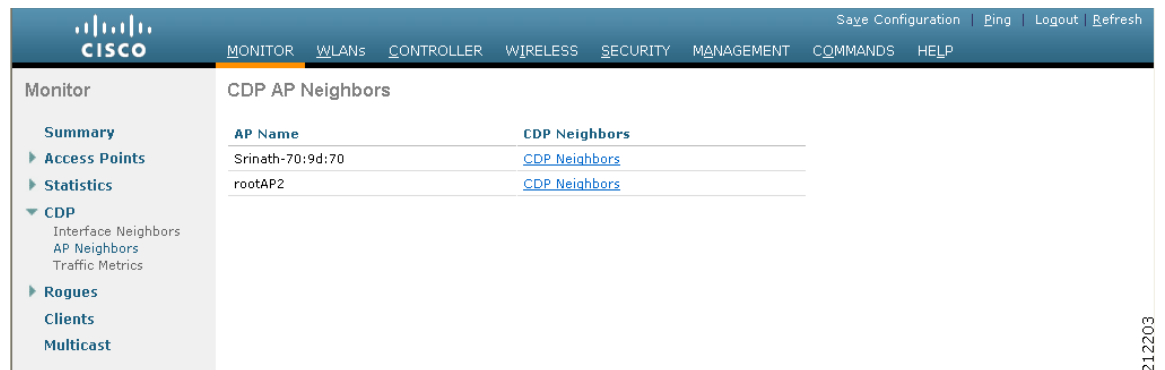 Save Configuration | Ping | Logout | Refresh
CISCO
MONITOR WLANs CONTROLLER WIRELESS SECURITY MANAGEMENT COMMANDS HELP
Monitor
Summary
Access Points
Statistics
CDP
Interface Neighbors
AP Neighbors
Traffic Metrics
Rogues
Clients
Multicast
CDP AP Neighbors
AP Name CDP Neighbors
Srinath-70:9d:70 CDP Neighbors
rootAP2 CDP Neighbors
212203